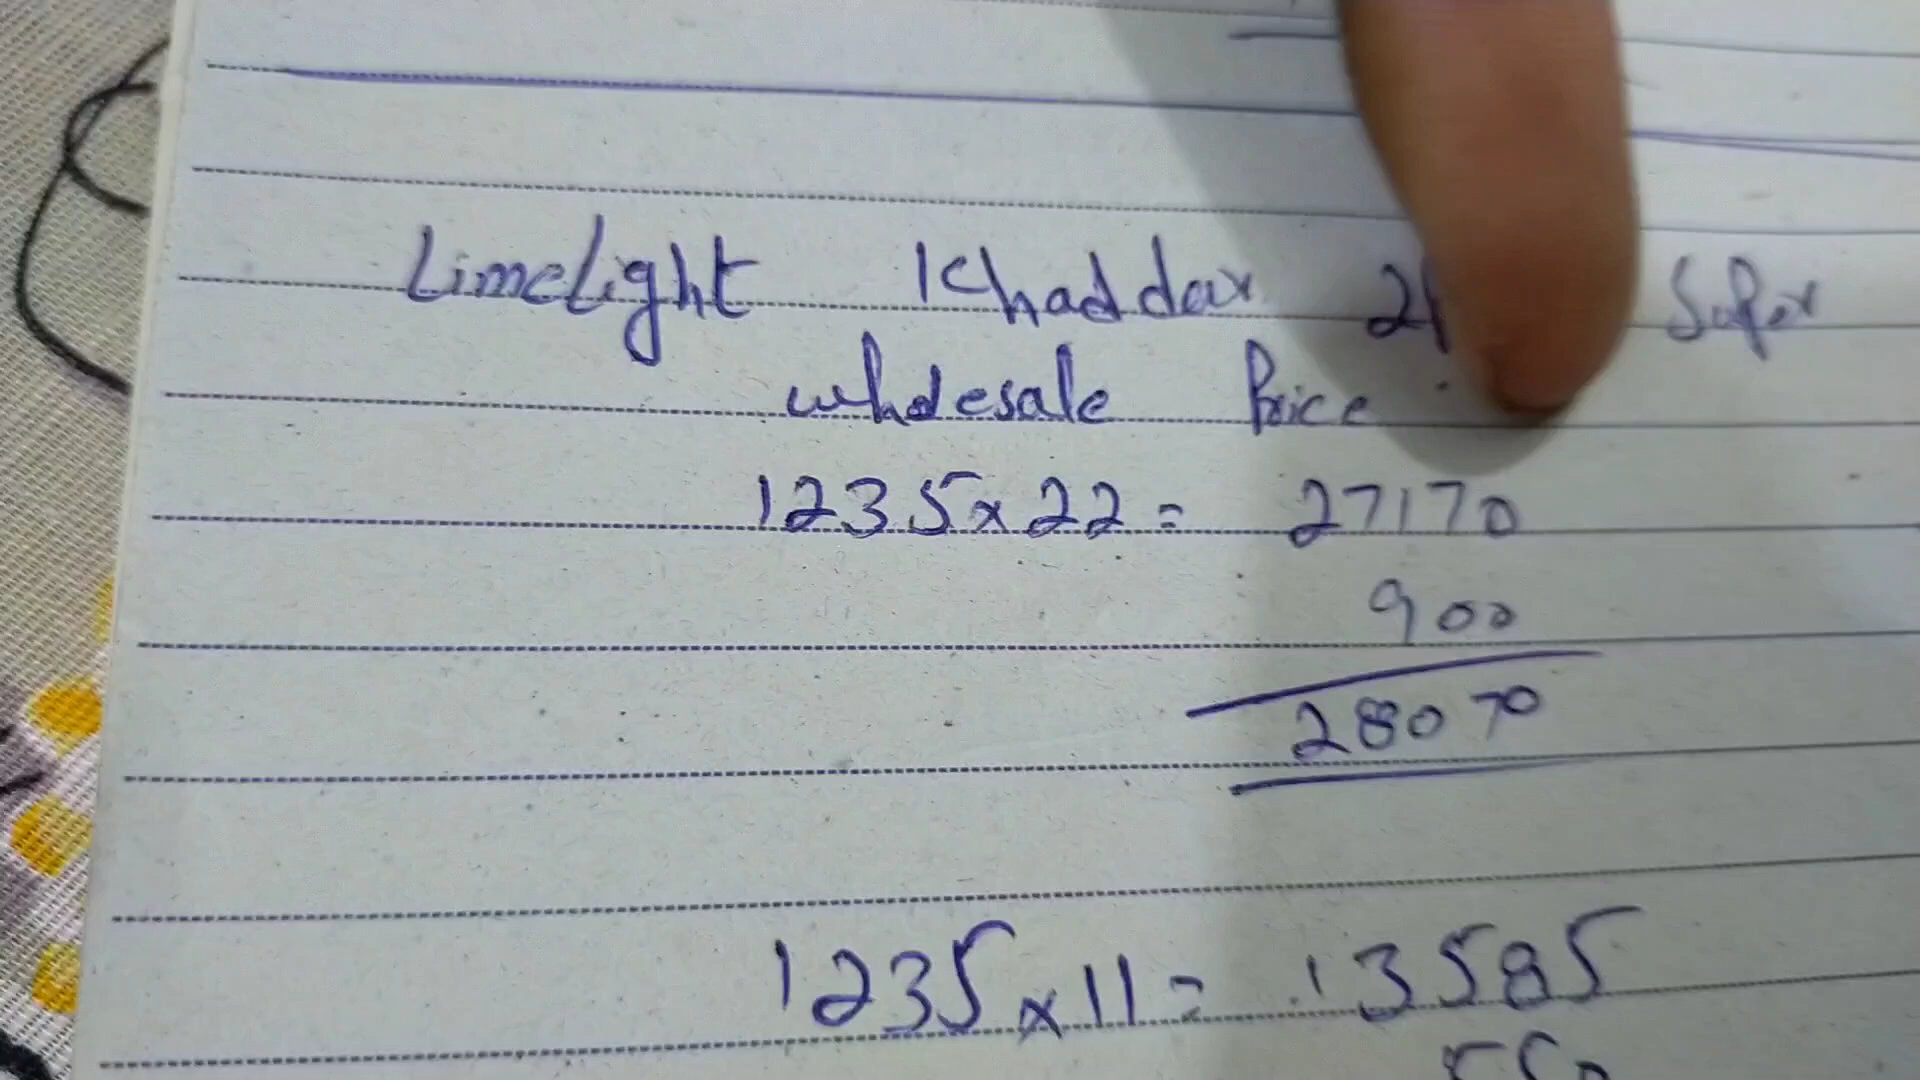 LimeLight Khaddar Super
wholesale Price
1235x22= 27170
900
28070
1235x11= 13585